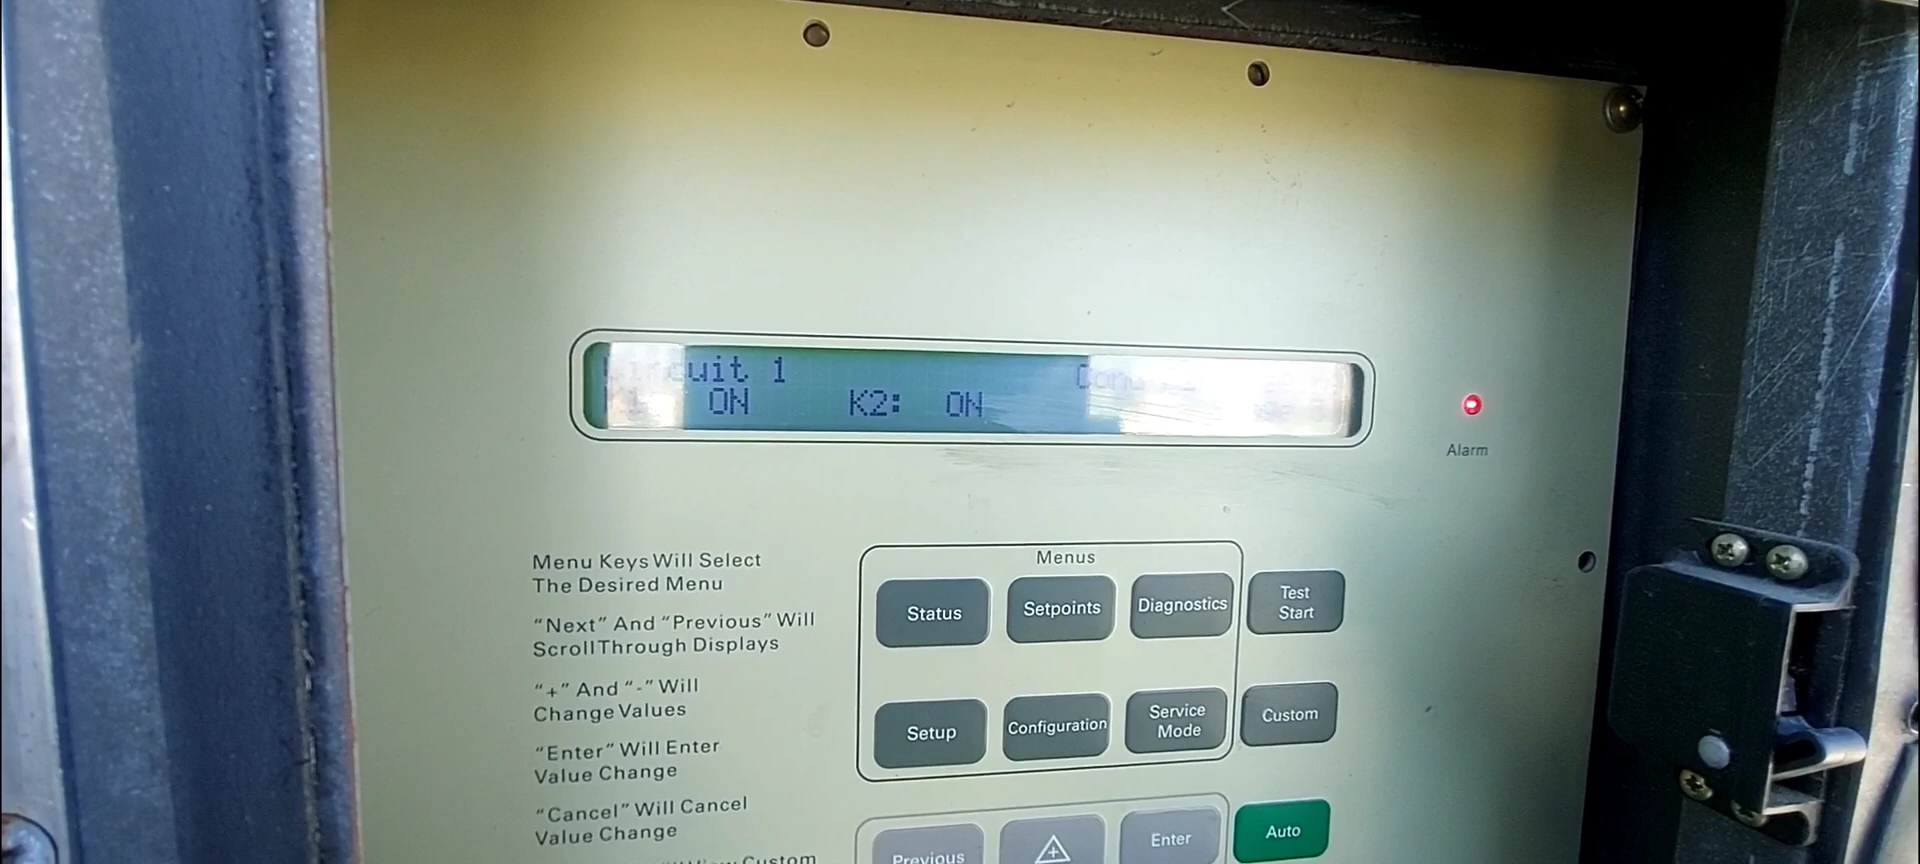 uit 1
ON K2: ON
Alarm
Menu Keys Will Select
The Desired Menu
"Next" And "Previous" Will
Scroll Through Displays
"+" And "-" Will
Change Values
"Enter" Will Enter
Value Change
"Cancel" Will Cancel
Value Change
Custom
Menus
Status Setpoints Diagnostics
Test
Start
Setup Configuration Service
Mode
Custom
Previous + Enter
Auto